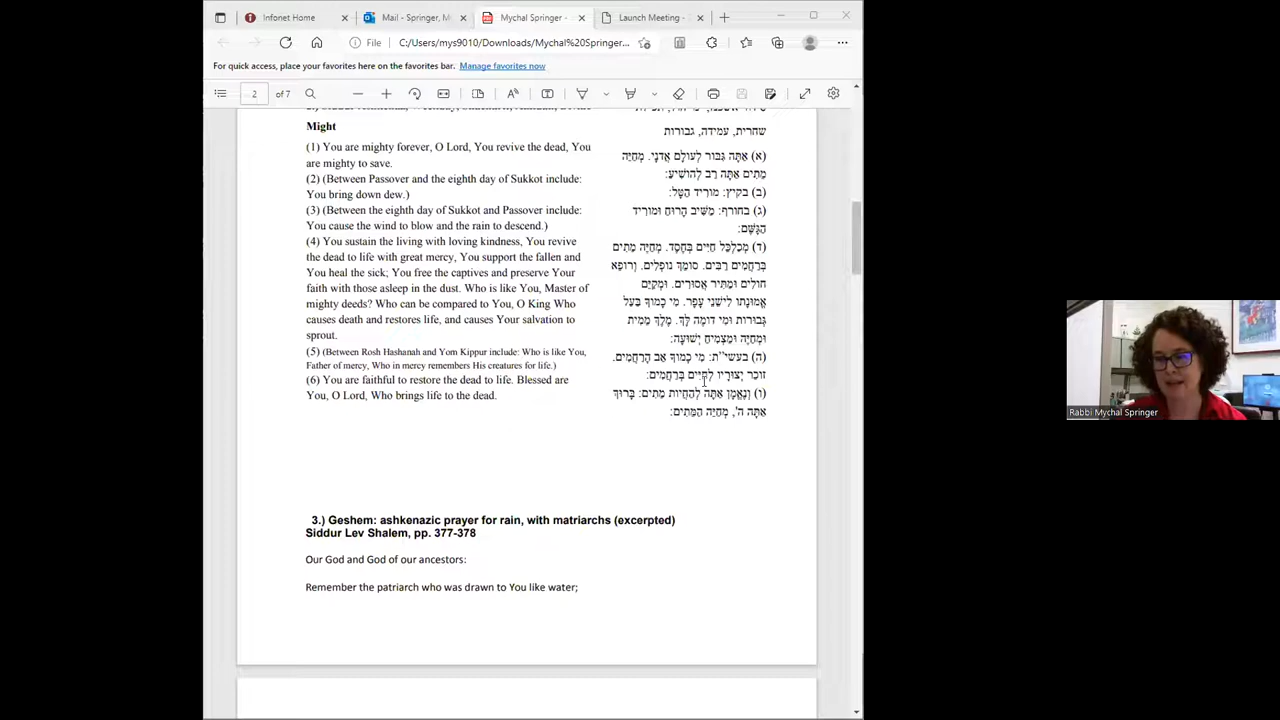 Infonet Home
Mail - Springer, M
Mychal Springer -
Launch Meeting -
File
C:/Users/mys9010/Downloads/Mychal%20Springer...
For quick access, place your favorites here on the favorites bar. Manage favorites now
2 of 7
Might
(1) You are mighty forever, O Lord, You revive the dead, You
are mighty to save.
(2) (Between Passover and the eighth day of Sukkot include:
You bring down dew.)
(3) (Between the eighth day of Sukkot and Passover include:
You cause the wind to blow and the rain to descend.)
(4) You sustain the living with loving kindness, You revive
the dead to life with great mercy, You support the fallen and
You heal the sick; You free the captives and preserve Your
faith with those asleep in the dust. Who is like You, Master of
mighty deeds? Who can be compared to You, O King Who
causes death and restores life, and causes Your salvation to
sprout.
(5) (Between Rosh Hashanah and Yom Kippur include: Who is like You,
Father of mercy, Who in mercy remembers His creatures for life.)
(6) You are faithful to restore the dead to life. Blessed are
You, O Lord, Who brings life to the dead.
שחרית, עמידה, גבורות
(א) אַתָּה גִּבּוֹר לְעוֹלָם אֲדֹנָי. מְחַיֵּה
מֵתִים אַתָּה רַב לְהוֹשִׁיעַ:
(ב) בקיץ: מוֹרִיד הַטָּל:
(ג) בחורף: מַשִּׁיב הָרוּחַ וּמוֹרִיד
הַגֶּשֶׁם:
(ד) מְכַלְכֵּל חַיִּים בְּחֶסֶד. מְחַיֵּה מֵתִים
בְּרַחֲמִים רַבִּים. סוֹמֵךְ נוֹפְלִים. וְרוֹפֵא
חוֹלִים וּמַתִּיר אֲסוּרִים. וּמְקַיֵּם
אֱמוּנָתוֹ לִישֵׁנֵי עָפָר. מִי כָמוֹךָ בַּעַל
גְּבוּרוֹת וּמִי דּוֹמֶה לָּךְ. מֶלֶךְ מֵמִית
וּמְחַיֶּה וּמַצְמִיחַ יְשׁוּעָה:
(ה) בעשי''ת: מִי כָמוֹךָ אַב הָרַחֲמִים.
זוֹכֵר יְצוּרָיו לְחַיִּים בְּרַחֲמִים:
(ו) וְנֶאֱמָן אַתָּה לְהַחֲיוֹת מֵתִים: בָּרוּךְ
אַתָּה ה', מְחַיֵּה הַמֵּתִים:
3.) Geshem: ashkenazic prayer for rain, with matriarchs (excerpted)
Siddur Lev Shalem, pp. 377-378
Our God and God of our ancestors:
Remember the patriarch who was drawn to You like water;
Rabbi Mychal Springer